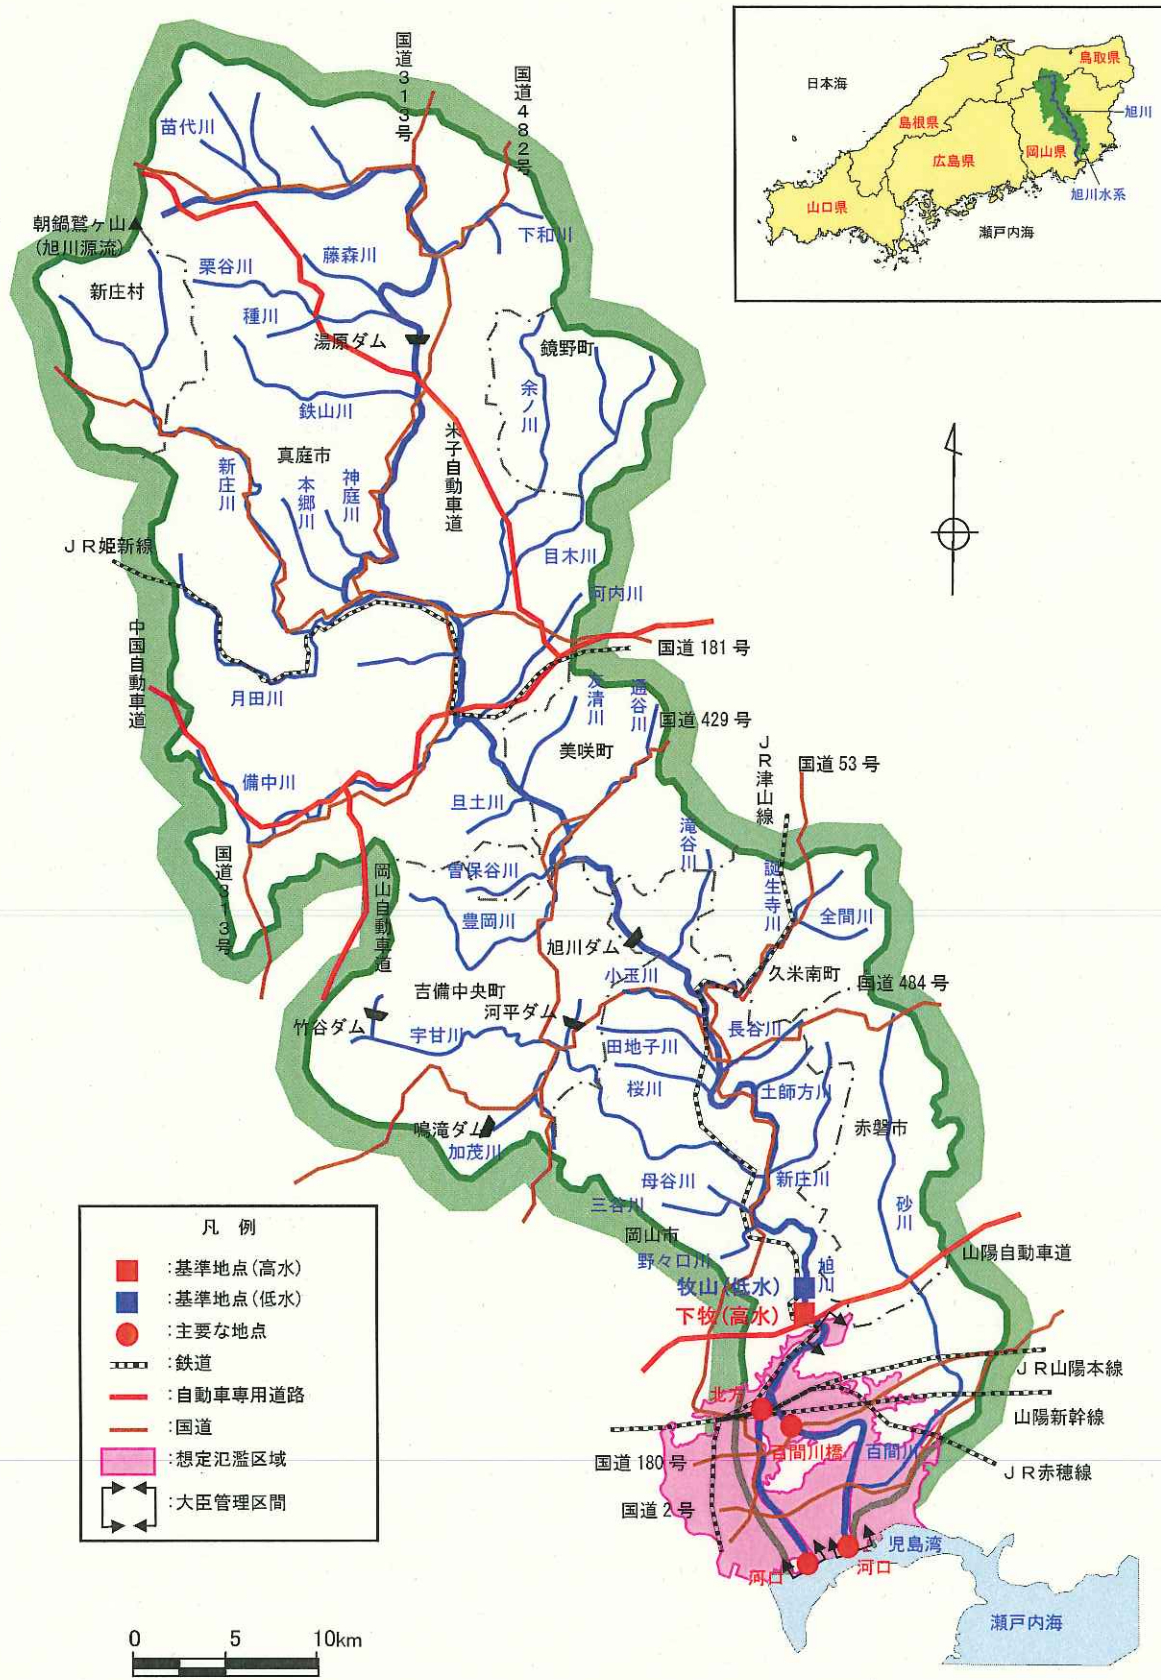 国道313号
国道482号
苗代川
朝鍋鷲ヶ山
(旭川源流)
新庄村
下和川
藤森川
粟谷川
種川
湯原ダム
鏡野町
余ノ川
鉄山川
米子自動車道
真庭市
新庄川
本郷川
神庭川
JR姫新線
目木川
河内川
中国自動車道
国道181号
月田川
友清川
通谷川
国道429号
美咲町
JR津山線
国道53号
備中川
旦土川
滝谷川
国道313号
岡山自動車道
曽保谷川
誕生寺川
豊岡川
全間川
旭川ダム
小玉川
久米南町
国道484号
吉備中央町
河平ダム
竹谷ダム
宇甘川
長谷川
田地子川
桜川
土師方川
赤磐市
鳴滝ダム
加茂川
母谷川
新庄川
三谷川
砂川
岡山市
野々口川
旭川
山陽自動車道
牧山(低水)
下牧(高水)
JR山陽本線
北方
山陽新幹線
百間川橋
百間川
国道180号
JR赤穂線
国道2号
児島湾
河口
河口
瀬戸内海
日本海
鳥取県
島根県
旭川
広島県
岡山県
山口県
旭川水系
瀬戸内海
凡 例
:基準地点(高水)
:基準地点(低水)
:主要な地点
:鉄道
:自動車専用道路
:国道
:想定氾濫区域
:大臣管理区間
0 5 10km